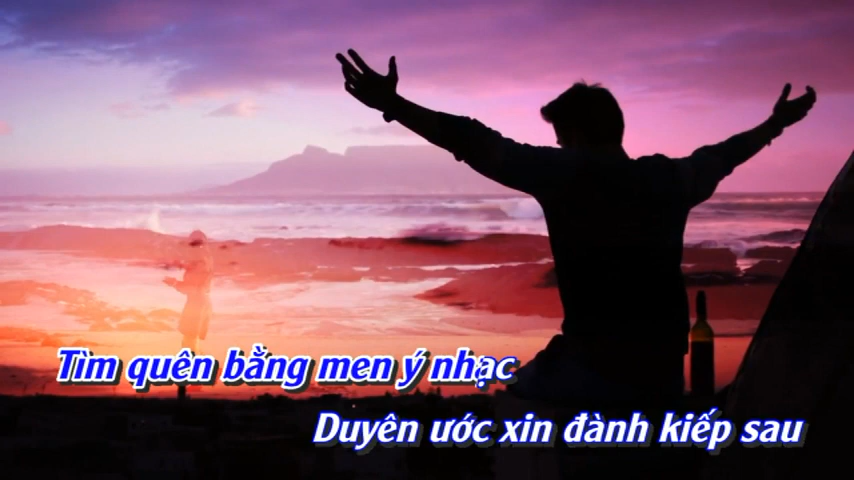 Tìm quên bằng men ý nhạc
Duyên ước xin đành kiếp sau